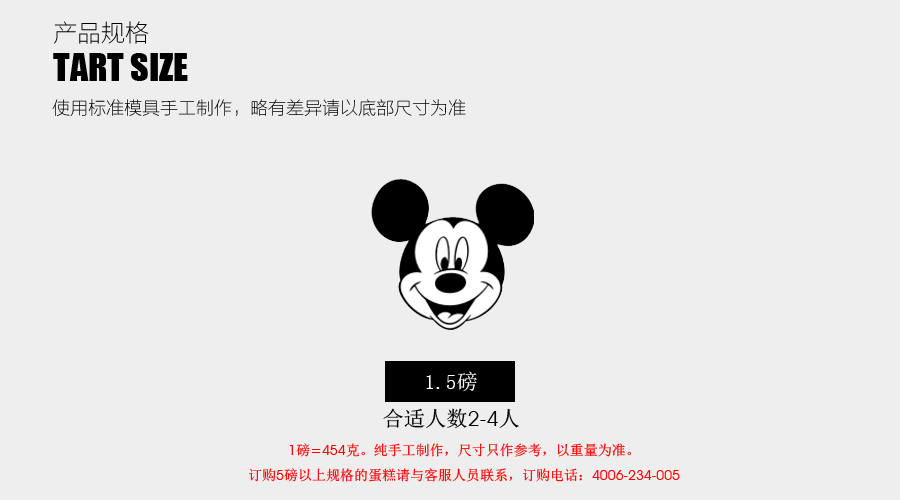 产品规格
TART SIZE
使用标准模具手工制作，略有差异请以底部尺寸为准
1.5磅
合适人数2-4人
1磅=454克。纯手工制作，尺寸只作参考，以重量为准。
订购5磅以上规格的蛋糕请与客服人员联系，订购电话：4006-234-005